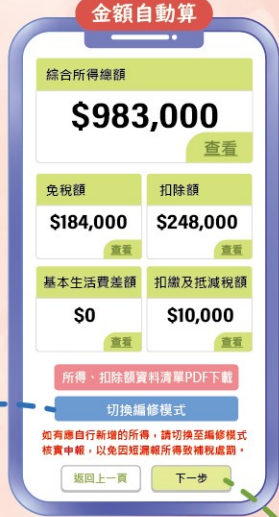 金額自動算
綜合所得總額
$983,000
查看
免稅額 扣除額
$184,000 $248,000
查看 查看
基本生活費差額 扣繳及抵減稅額
$0 $10,000
查看 查看
所得、扣除額資料清單PDF下載
切換編修模式
如有應自行新增的所得,請切換至編修模式
核實申報,以免因短漏報所得致補稅處罰。
返回上一頁 下一步